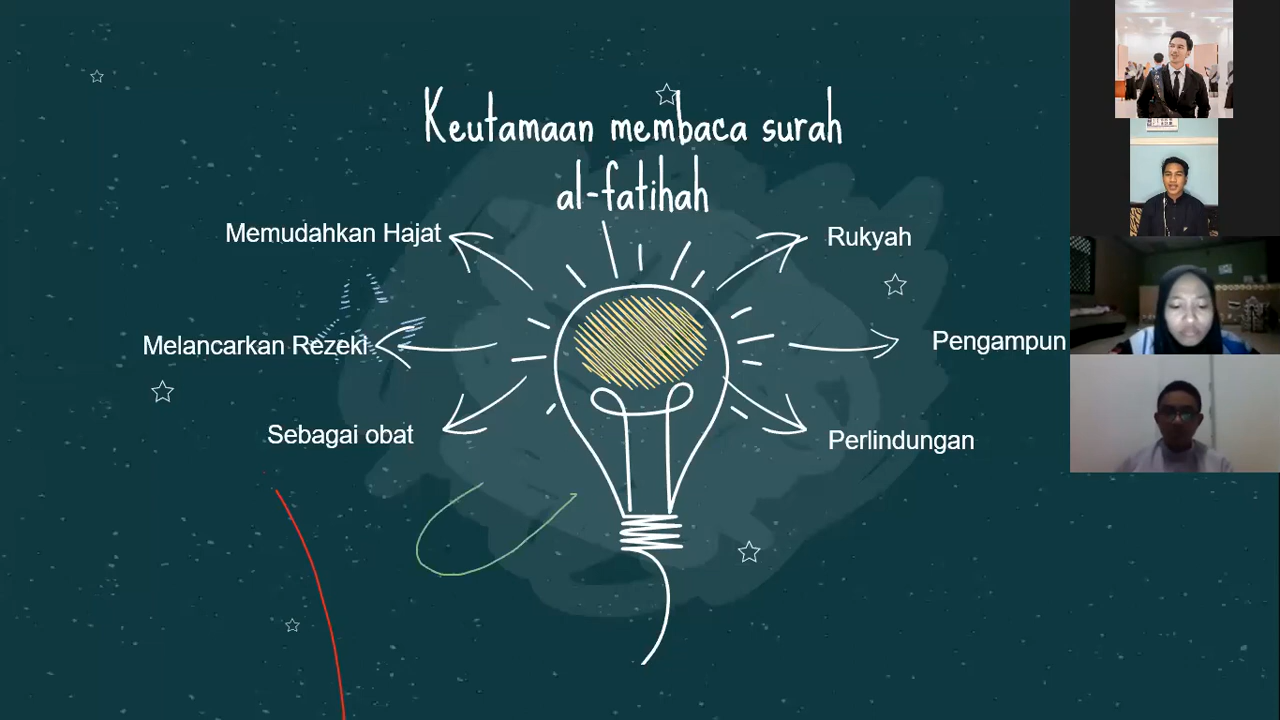 Keutamaan membaca surah
al-fatihah
Memudahkan Hajat
Rukyah
Melancarkan Rezeki
Pengampun
Sebagai obat
Perlindungan